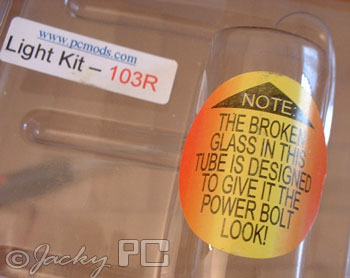 www.pcmods.com
Light Kit – 103R
NOTE:
THE BROKEN
GLASS IN THIS
TUBE IS DESIGNED
TO GIVE IT THE
POWER BOLT
LOOK!
© Jacky PC